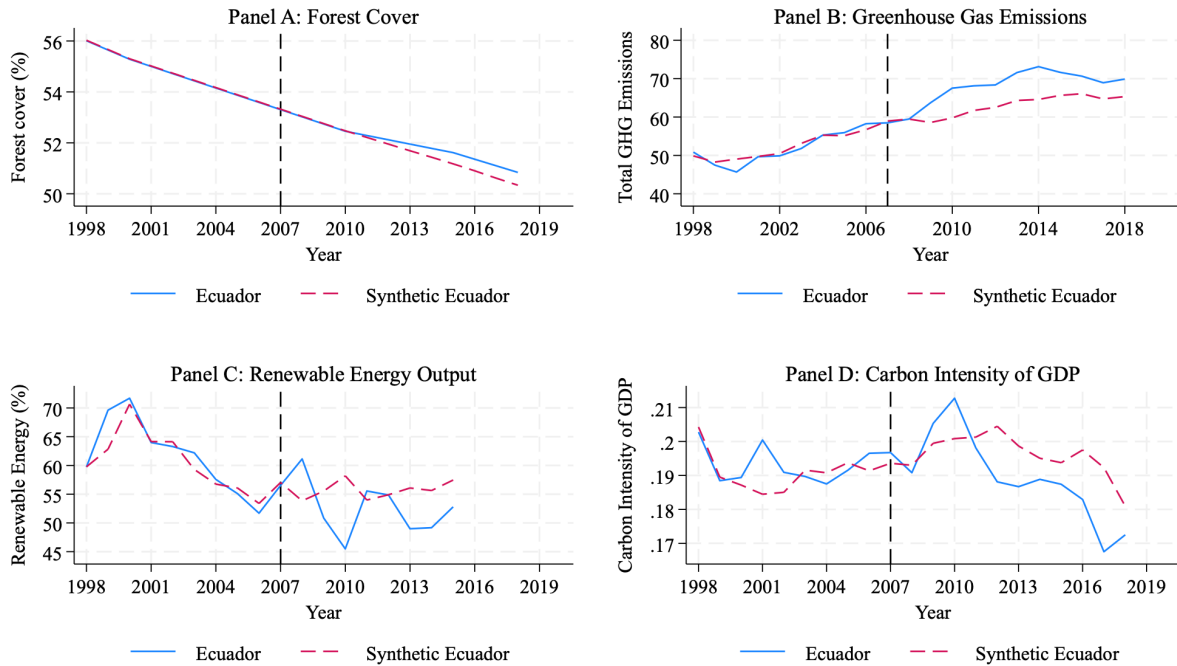 Panel A: Forest Cover
Forest cover (%)
56
54
52
50
1998 2001 2004 2007 2010 2013 2016 2019
Year
Ecuador Synthetic Ecuador
Panel B: Greenhouse Gas Emissions
Total GHG Emissions
80
70
60
50
40
1998 2002 2006 2010 2014 2018
Year
Ecuador Synthetic Ecuador
Panel C: Renewable Energy Output
Renewable Energy (%)
70
65
60
55
50
45
1998 2001 2004 2007 2010 2013 2016 2019
Year
Ecuador Synthetic Ecuador
Panel D: Carbon Intensity of GDP
Carbon Intensity of GDP
.21
.2
.19
.18
.17
1998 2001 2004 2007 2010 2013 2016 2019
Year
Ecuador Synthetic Ecuador